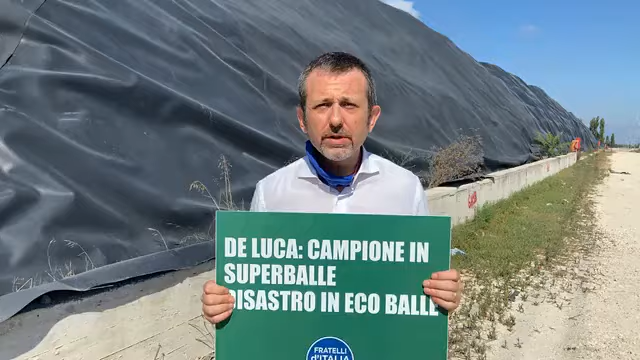 DE LUCA: CAMPIONE IN
SUPERBALLE
DISASTRO IN ECO BALLE
FRATELLI
d'ITALIA